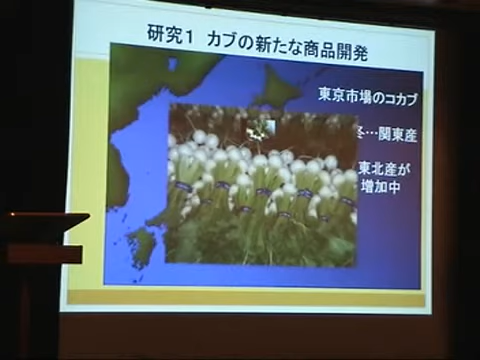 研究1 カブの新たな商品開発
東京市場のコカブ
冬…関東産
東北産が
増加中